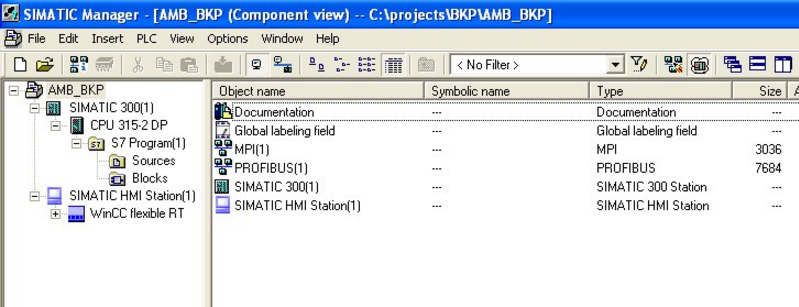 SIMATIC Manager - [AMB_BKP (Component view) -- C:\projects\BKP\AMB_BKP]
File Edit Insert PLC View Options Window Help
< No Filter >
AMB_BKP
SIMATIC 300(1)
CPU 315-2 DP
S7 Program(1)
Sources
Blocks
SIMATIC HMI Station(1)
WinCC flexible RT
Object name Symbolic name Type Size A
Documentation --- Documentation ---
Global labeling field --- Global labeling field ---
MPI(1) --- MPI 3036
PROFIBUS(1) --- PROFIBUS 7684
SIMATIC 300(1) --- SIMATIC 300 Station ---
SIMATIC HMI Station(1) --- SIMATIC HMI Station ---